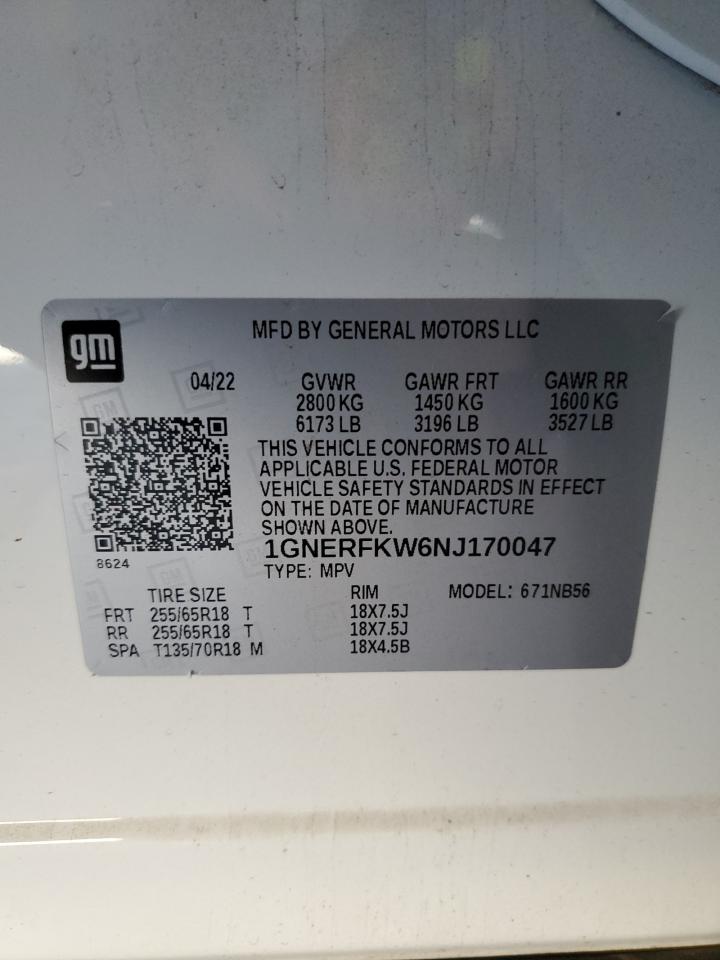 gm
MFD BY GENERAL MOTORS LLC
04/22 GVWR GAWR FRT GAWR RR
2800 KG 1450 KG 1600 KG
6173 LB 3196 LB 3527 LB
THIS VEHICLE CONFORMS TO ALL
APPLICABLE U.S. FEDERAL MOTOR
VEHICLE SAFETY STANDARDS IN EFFECT
ON THE DATE OF MANUFACTURE
SHOWN ABOVE.
1GNERFKW6NJ170047
8624
TYPE: MPV
TIRE SIZE RIM MODEL: 671NB56
FRT 255/65R18 T 18X7.5J
RR 255/65R18 T 18X7.5J
SPA T135/70R18 M 18X4.5B